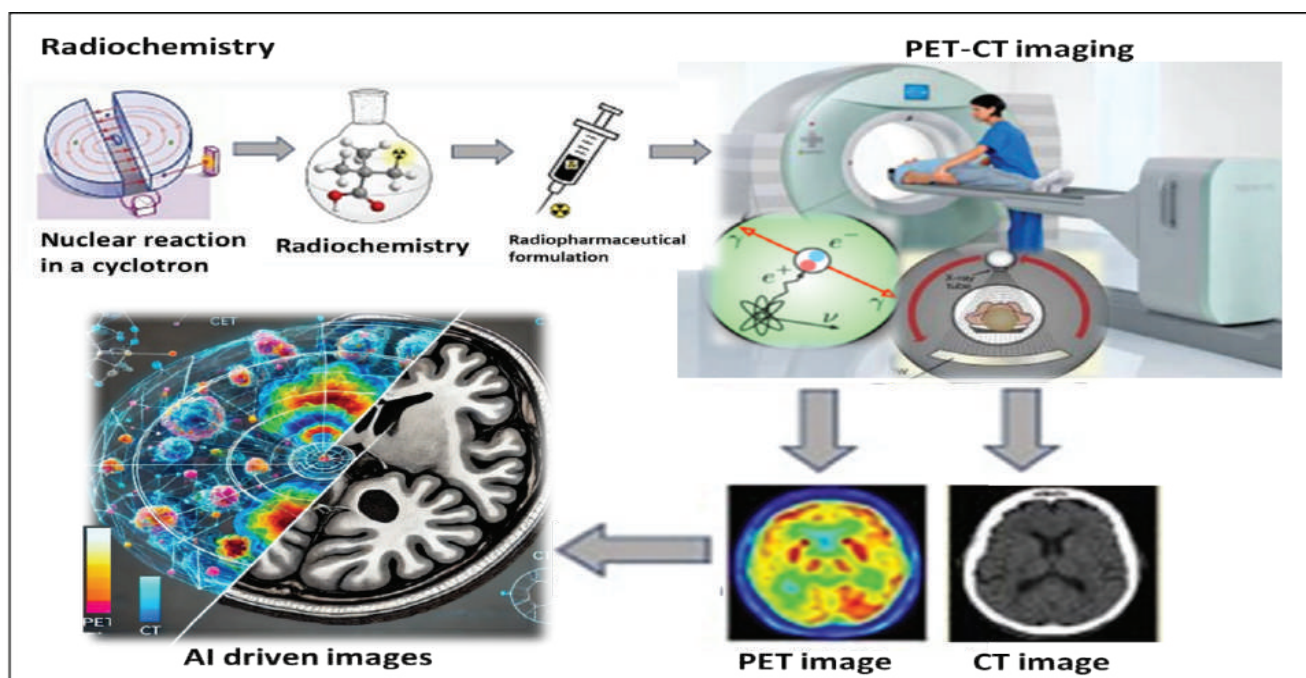 Radiochemistry
PET-CT imaging
Nuclear reaction
in a cyclotron
Radiochemistry
Radiopharmaceutical
formulation
γ
e⁻
e⁺
γ
ν
X-ray
tube
CET
PET
CT
AI driven images
PET image
CT image